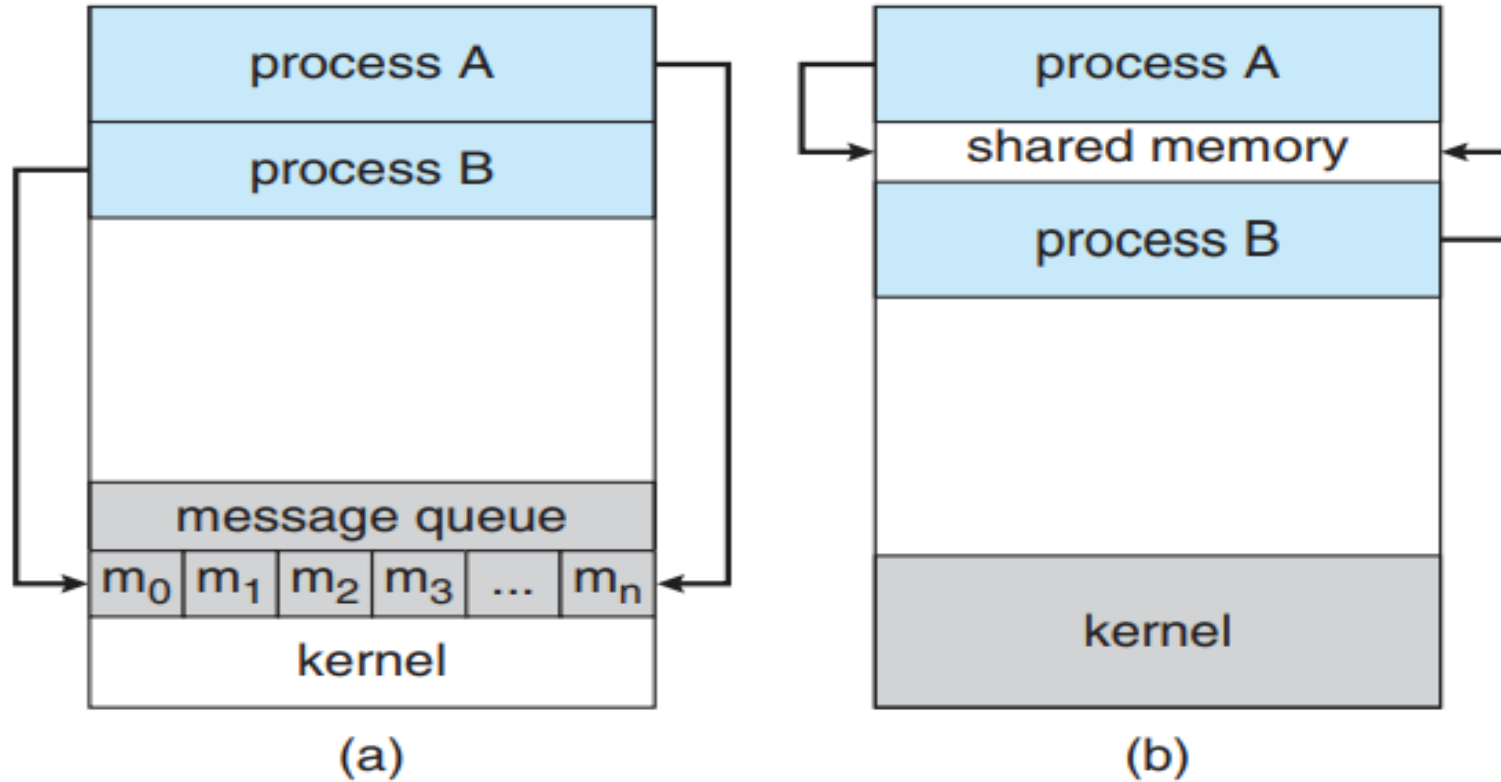 process A
process B
message queue
m₀ m₁ m₂ m₃ ... mₙ
kernel
(a)
process A
shared memory
process B
kernel
(b)